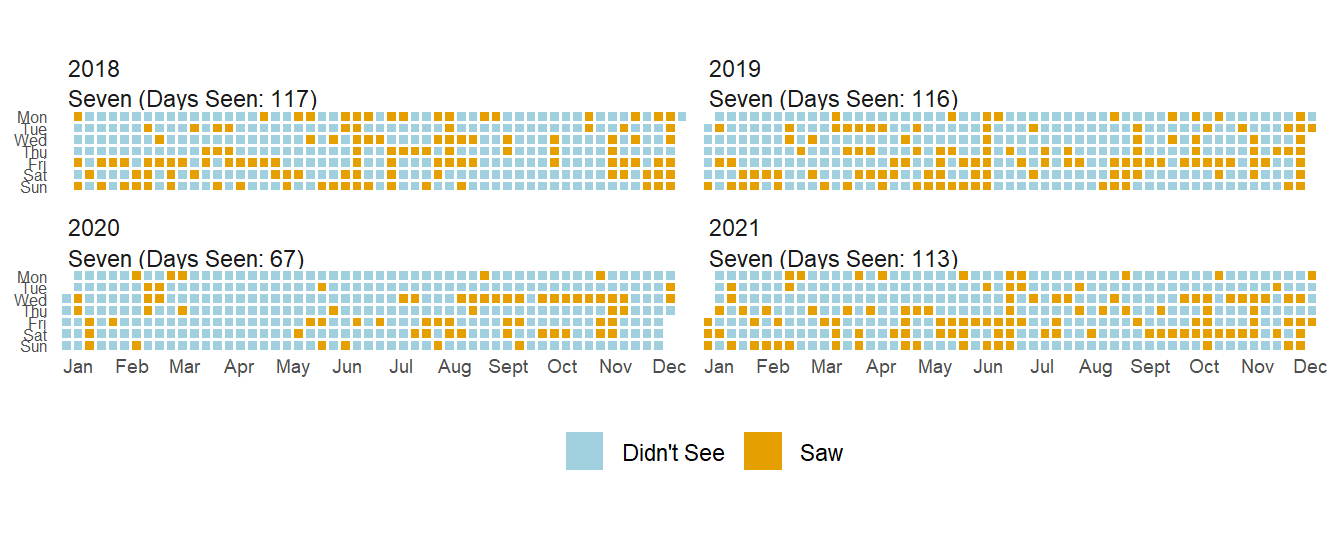 2018
Seven (Days Seen: 117)
2019
Seven (Days Seen: 116)
Mon
Tue
Wed
Thu
Fri
Sat
Sun
2020
Seven (Days Seen: 67)
2021
Seven (Days Seen: 113)
Mon
Tue
Wed
Thu
Fri
Sat
Sun
Jan Feb Mar Apr May Jun Jul Aug Sept Oct Nov Dec
Jan Feb Mar Apr May Jun Jul Aug Sept Oct Nov Dec
Didn't See Saw